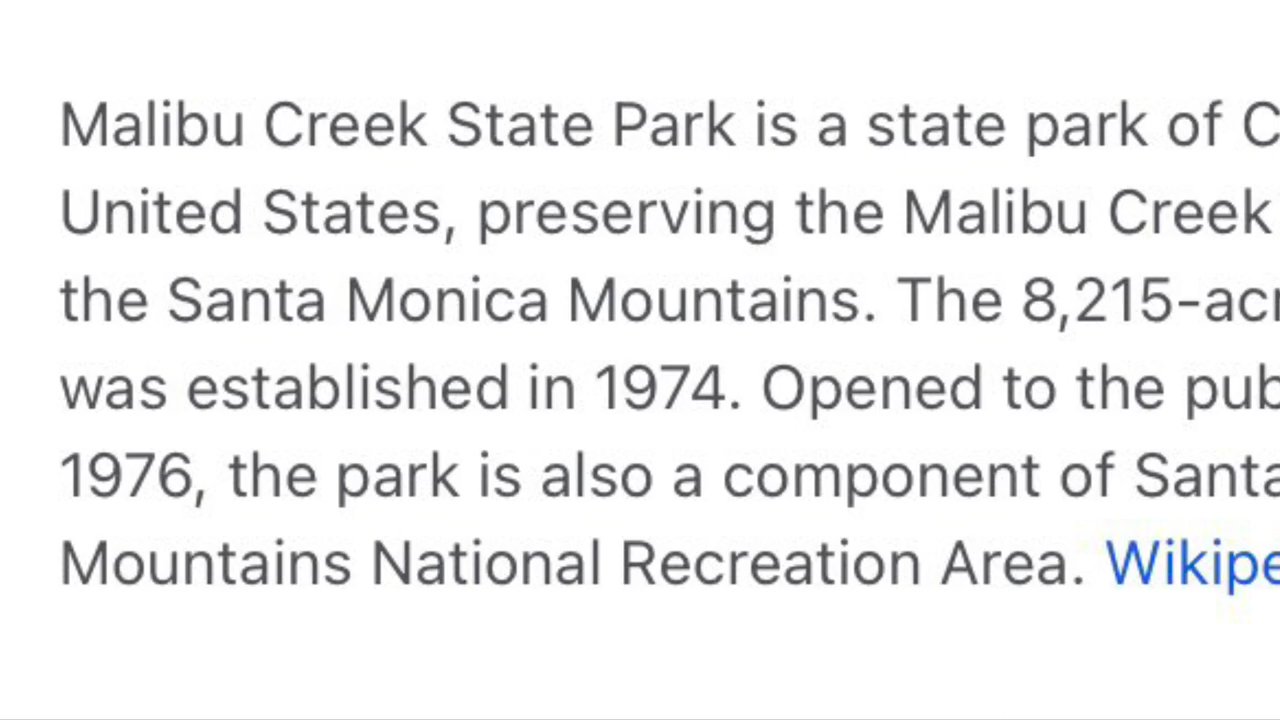 Malibu Creek State Park is a state park of
United States, preserving the Malibu Creek
the Santa Monica Mountains. The 8,215-acr
was established in 1974. Opened to the pub
1976, the park is also a component of Santa
Mountains National Recreation Area. Wikipe